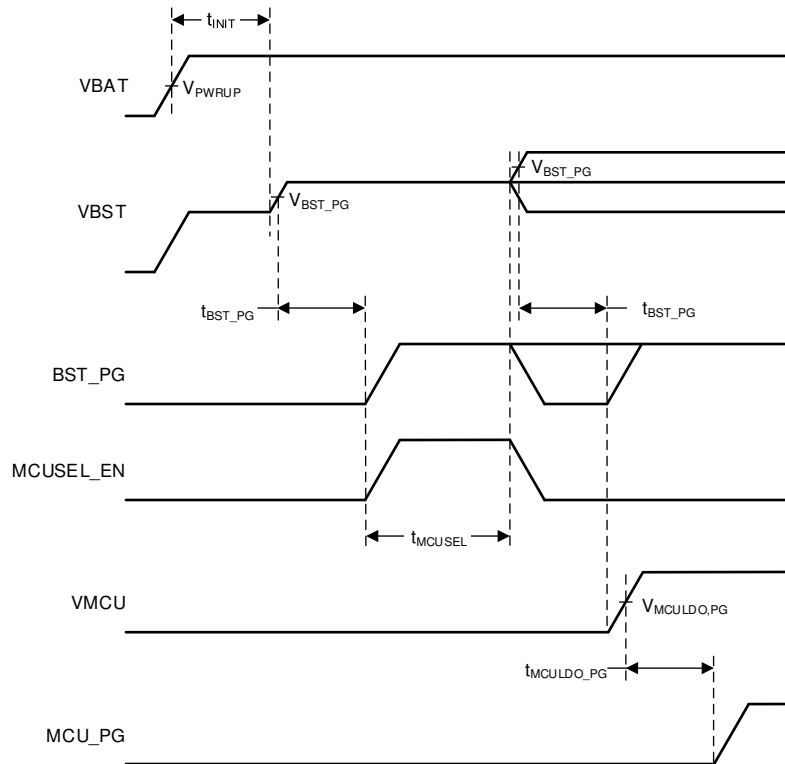 tINIT
VBAT
VPWRUP
VBST
VBST_PG
VBST_PG
tBST_PG
tBST_PG
BST_PG
MCUSEL_EN
tMCUSEL
VMCU
VMCULDO,PG
tMCULDO_PG
MCU_PG